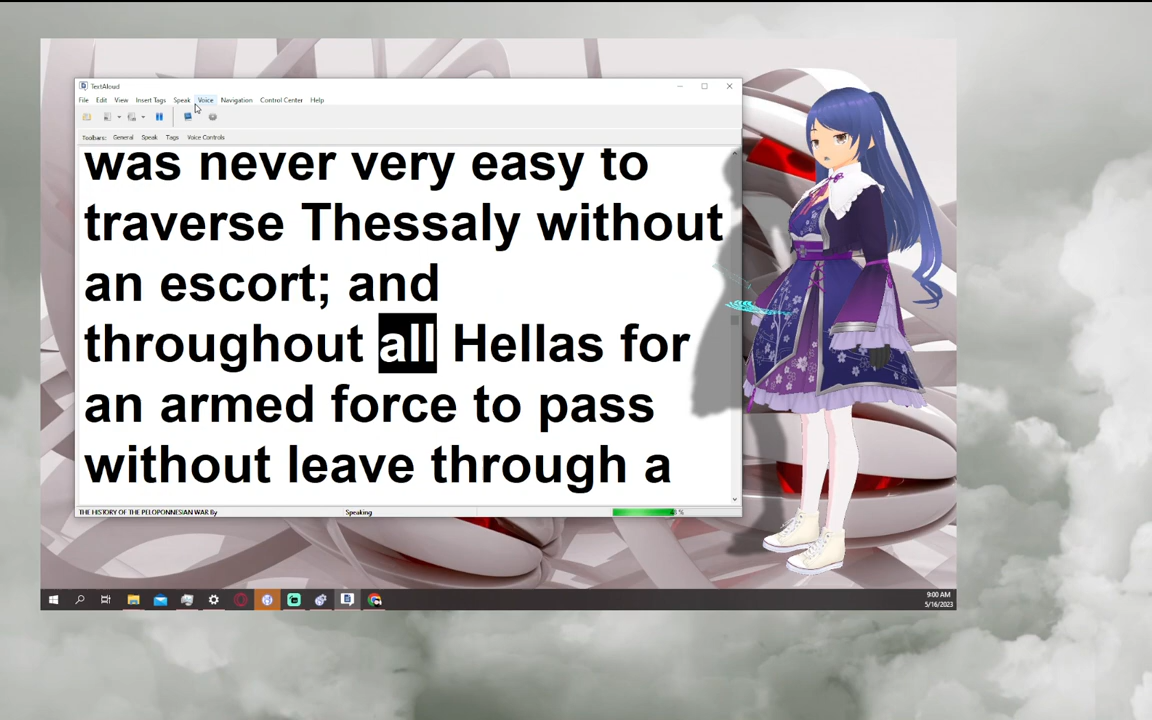 TextAloud
File Edit View Insert Tags Speak Voice Navigation Control Center Help
Toolbars: General Speak Tags Voice Controls
was never very easy to
traverse Thessaly without
an escort; and
throughout all Hellas for
an armed force to pass
without leave through a
THE HISTORY OF THE PELOPONNESIAN WAR By Speaking
9:00 AM
5/16/2023